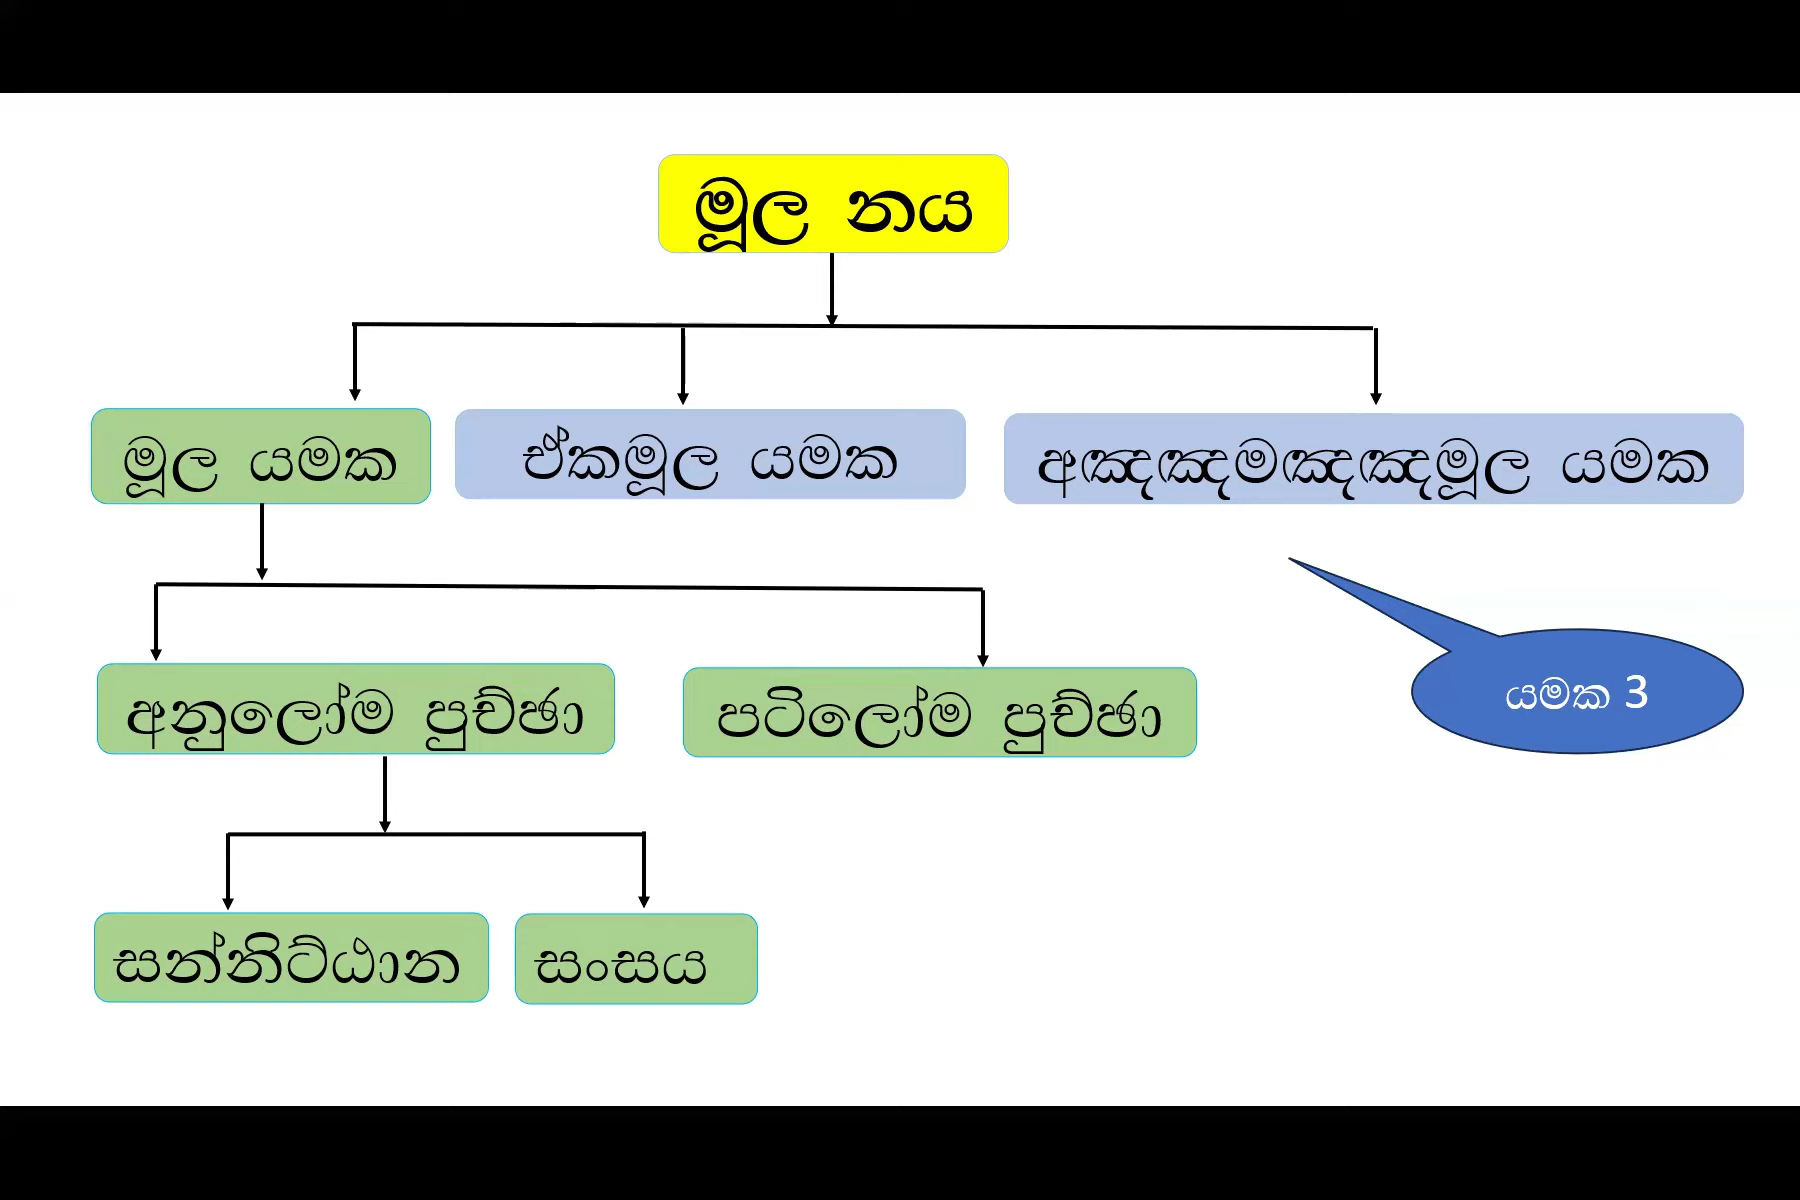 මූල නය
මූල යමක
ඒකමූල යමක
අඤ්ඤමඤ්ඤමූල යමක
යමක 3
අනුලෝම පුච්ඡා
පටිලෝම පුච්ඡා
සන්නිට්ඨාන
සංසය